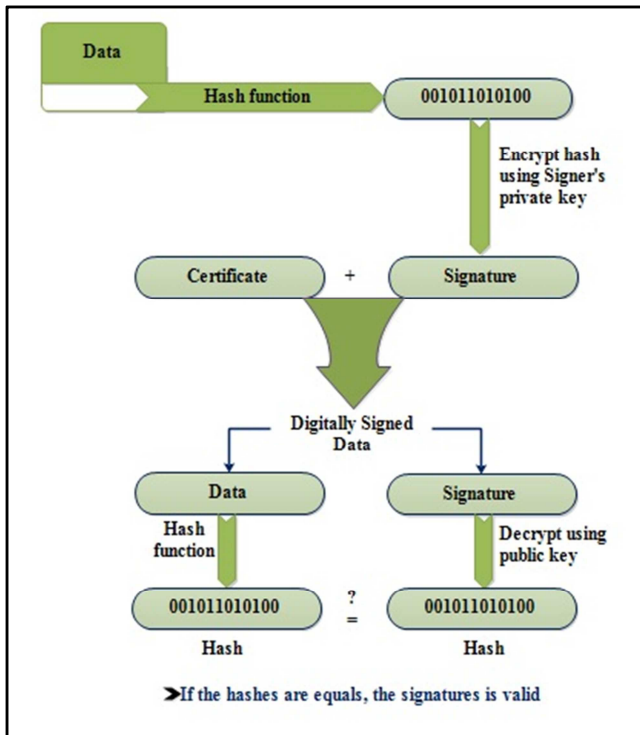 Data
Hash function
001011010100
Encrypt hash
using Signer's
private key
Certificate
+
Signature
Digitally Signed
Data
Data
Signature
Hash
function
Decrypt using
public key
001011010100
?
=
001011010100
Hash
Hash
➤If the hashes are equals, the signatures is valid